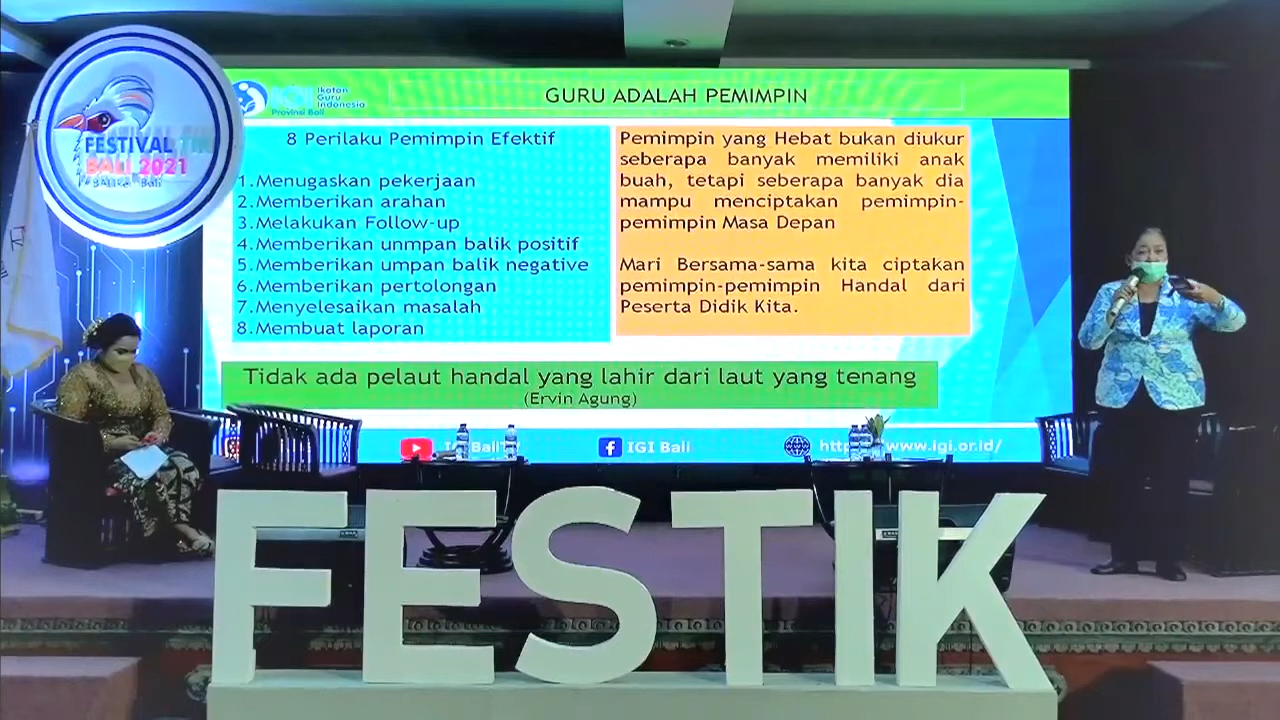 FESTIVAL TIK
BALI 2021
Ikatan
Guru
Indonesia
Provinsi Bali
GURU ADALAH PEMIMPIN
8 Perilaku Pemimpin Efektif
1.Menugaskan pekerjaan
2.Memberikan arahan
3.Melakukan Follow-up
4.Memberikan unmpan balik positif
5.Memberikan umpan balik negative
6.Memberikan pertolongan
7.Menyelesaikan masalah
8.Membuat laporan
Pemimpin yang Hebat bukan diukur
seberapa banyak memiliki anak
buah, tetapi seberapa banyak dia
mampu menciptakan pemimpin-
pemimpin Masa Depan
Mari Bersama-sama kita ciptakan
pemimpin-pemimpin Handal dari
Peserta Didik Kita.
Tidak ada pelaut handal yang lahir dari laut yang tenang
(Ervin Agung)
IGI Bali
www.igi.or.id/
FESTIK